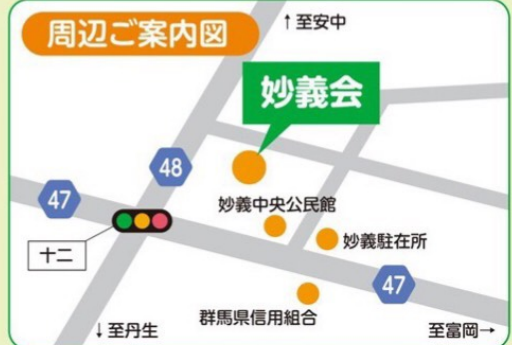 周辺ご案内図
↑至安中
妙義会
48
47
妙義中央公民館
十二
妙義駐在所
47
群馬県信用組合
↓至丹生
至富岡→